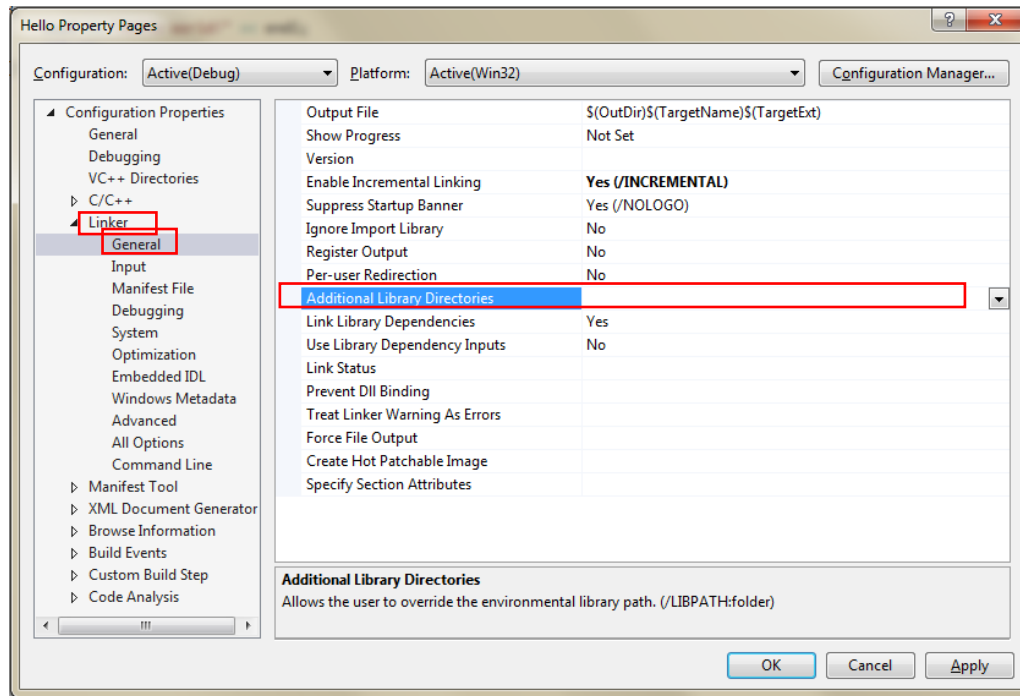 Hello Property Pages
Configuration: Active(Debug) Platform: Active(Win32) Configuration Manager...
Configuration Properties
General
Debugging
VC++ Directories
C/C++
Linker
General
Input
Manifest File
Debugging
System
Optimization
Embedded IDL
Windows Metadata
Advanced
All Options
Command Line
Manifest Tool
XML Document Generator
Browse Information
Build Events
Custom Build Step
Code Analysis
Output File $(OutDir)$(TargetName)$(TargetExt)
Show Progress Not Set
Version
Enable Incremental Linking Yes (/INCREMENTAL)
Suppress Startup Banner Yes (/NOLOGO)
Ignore Import Library No
Register Output No
Per-user Redirection No
Additional Library Directories
Link Library Dependencies Yes
Use Library Dependency Inputs No
Link Status
Prevent Dll Binding
Treat Linker Warning As Errors
Force File Output
Create Hot Patchable Image
Specify Section Attributes
Additional Library Directories
Allows the user to override the environmental library path. (/LIBPATH:folder)
OK Cancel Apply